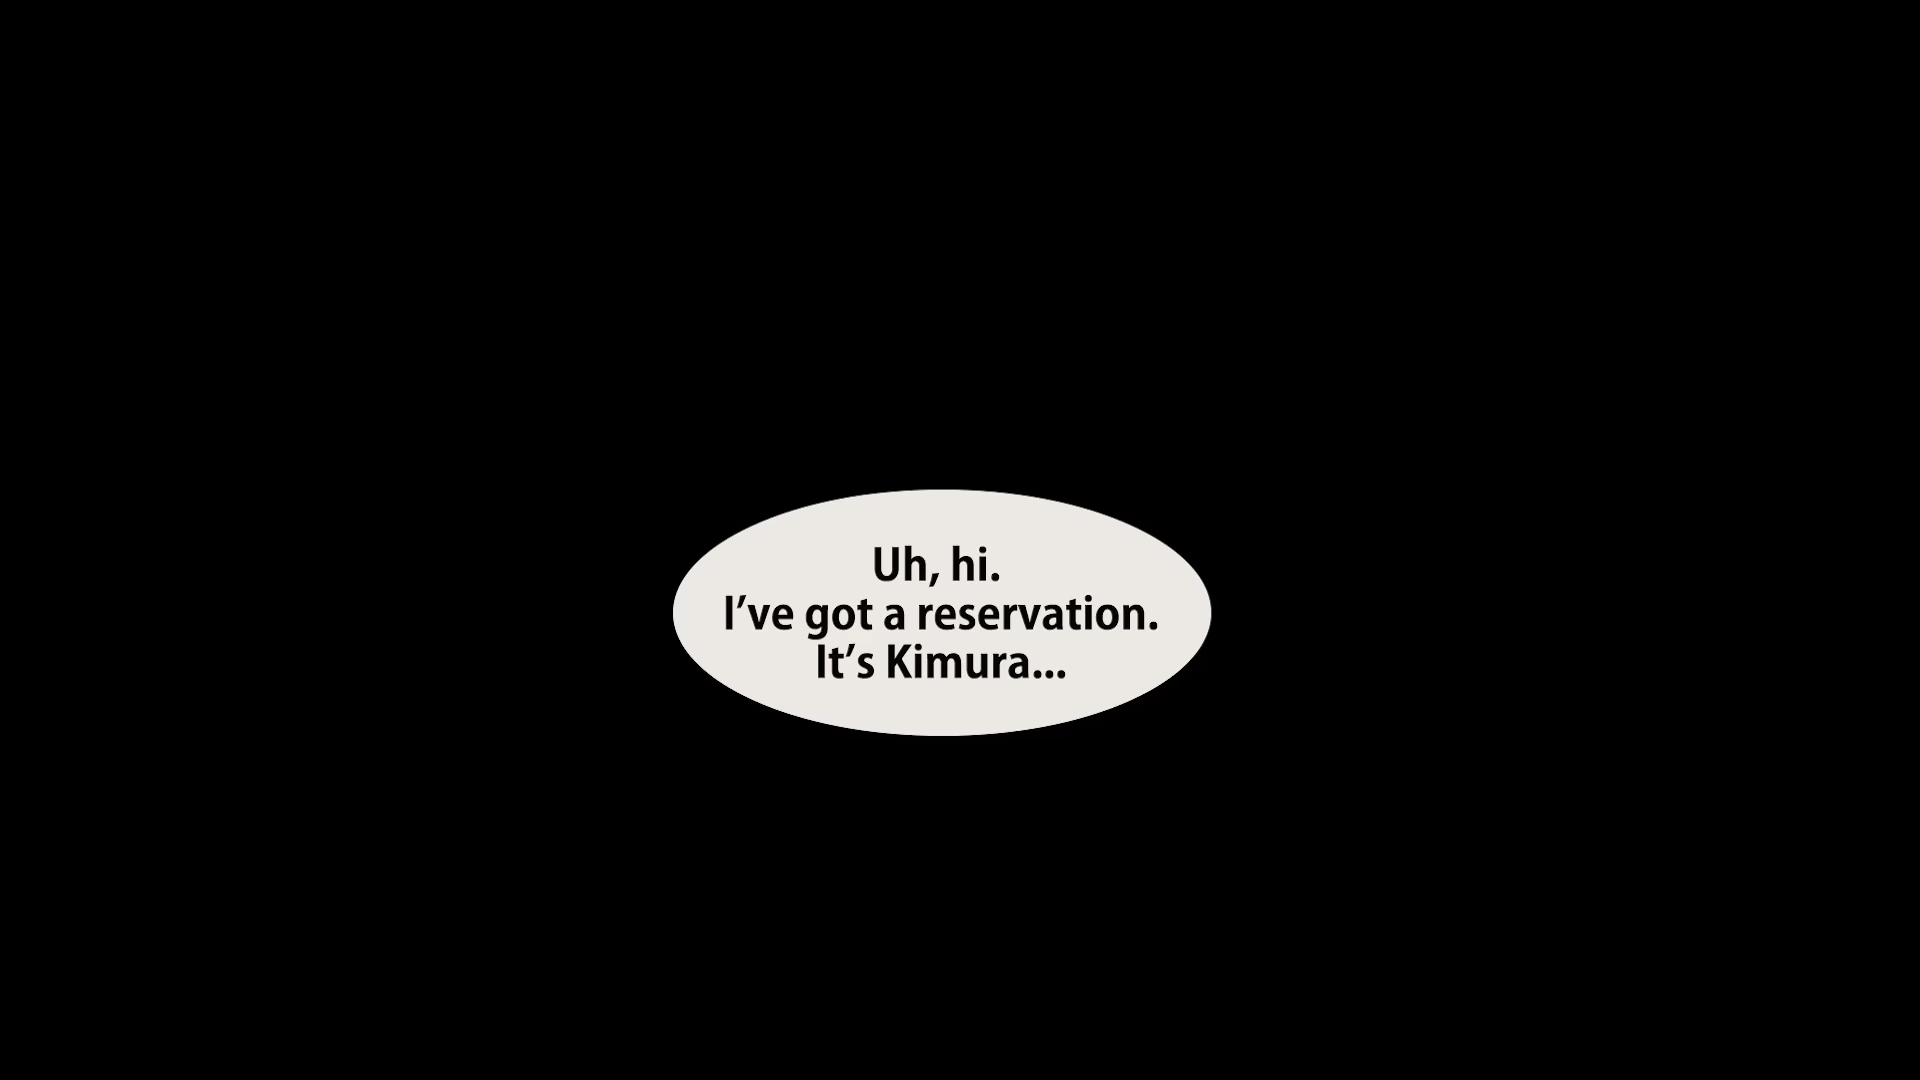 Uh, hi.
I’ve got a reservation.
It’s Kimura...